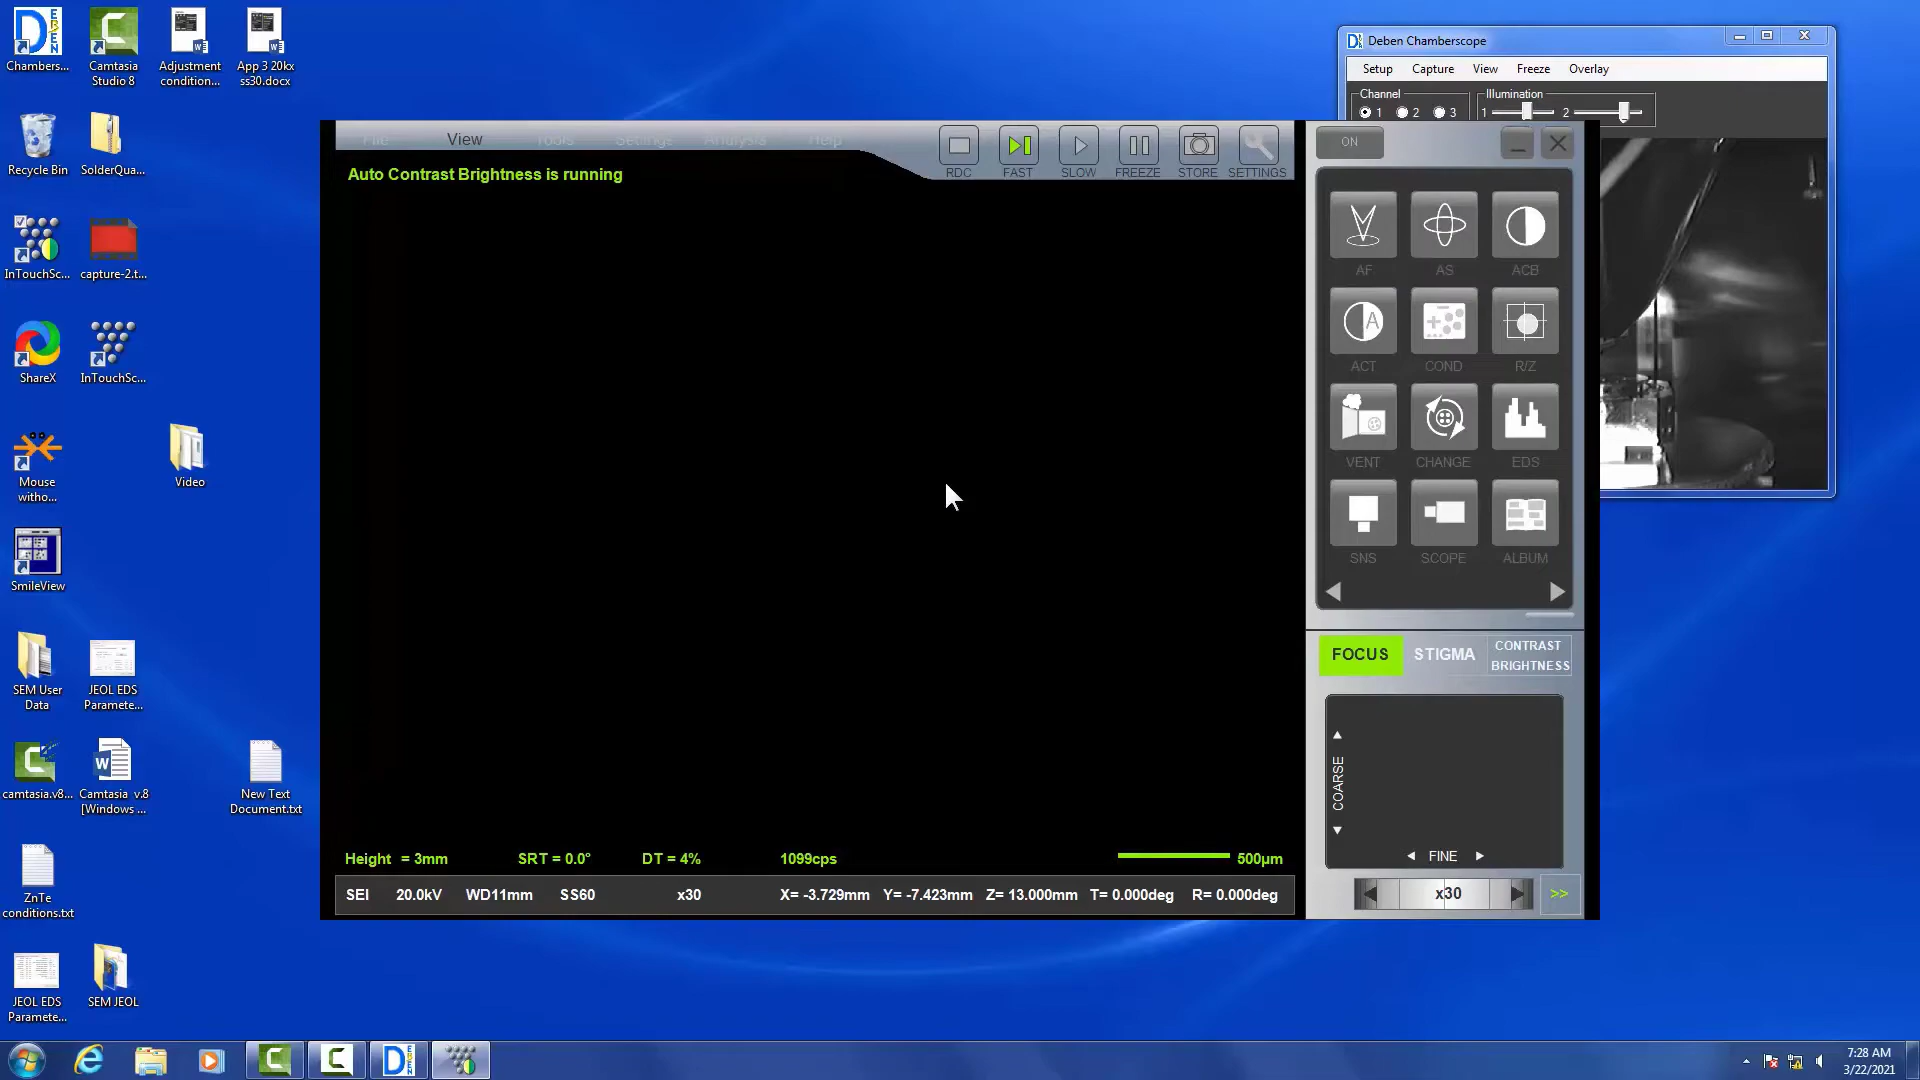 Chambers...
Camtasia
Studio 8
Adjustment
condition...
App 3 20kx
ss30.docx
Recycle Bin
SolderQua...
InTouchSc...
capture-2.t...
ShareX
InTouchSc...
Mouse
witho...
Video
SmileView
SEM User
Data
JEOL EDS
Paramete...
camtasia.v8...
Camtasia v.8
[Windows ...
New Text
Document.txt
ZnTe
conditions.txt
JEOL EDS
Paramete...
SEM JEOL
Deben Chamberscope
Setup Capture View Freeze Overlay
Channel Illumination
1 2 3 1 2
File View Tools Settings Analysis Help
RDC FAST SLOW FREEZE STORE SETTINGS
Auto Contrast Brightness is running
ON
AF AS ACB
ACT COND R/Z
VENT CHANGE EDS
SNS SCOPE ALBUM
FOCUS STIGMA CONTRAST
BRIGHTNESS
COARSE
FINE
x30 >>
Height = 3mm SRT = 0.0° DT = 4% 1099cps 500µm
SEI 20.0kV WD11mm SS60 x30 X= -3.729mm Y= -7.423mm Z= 13.000mm T= 0.000deg R= 0.000deg
7:28 AM
3/22/2021